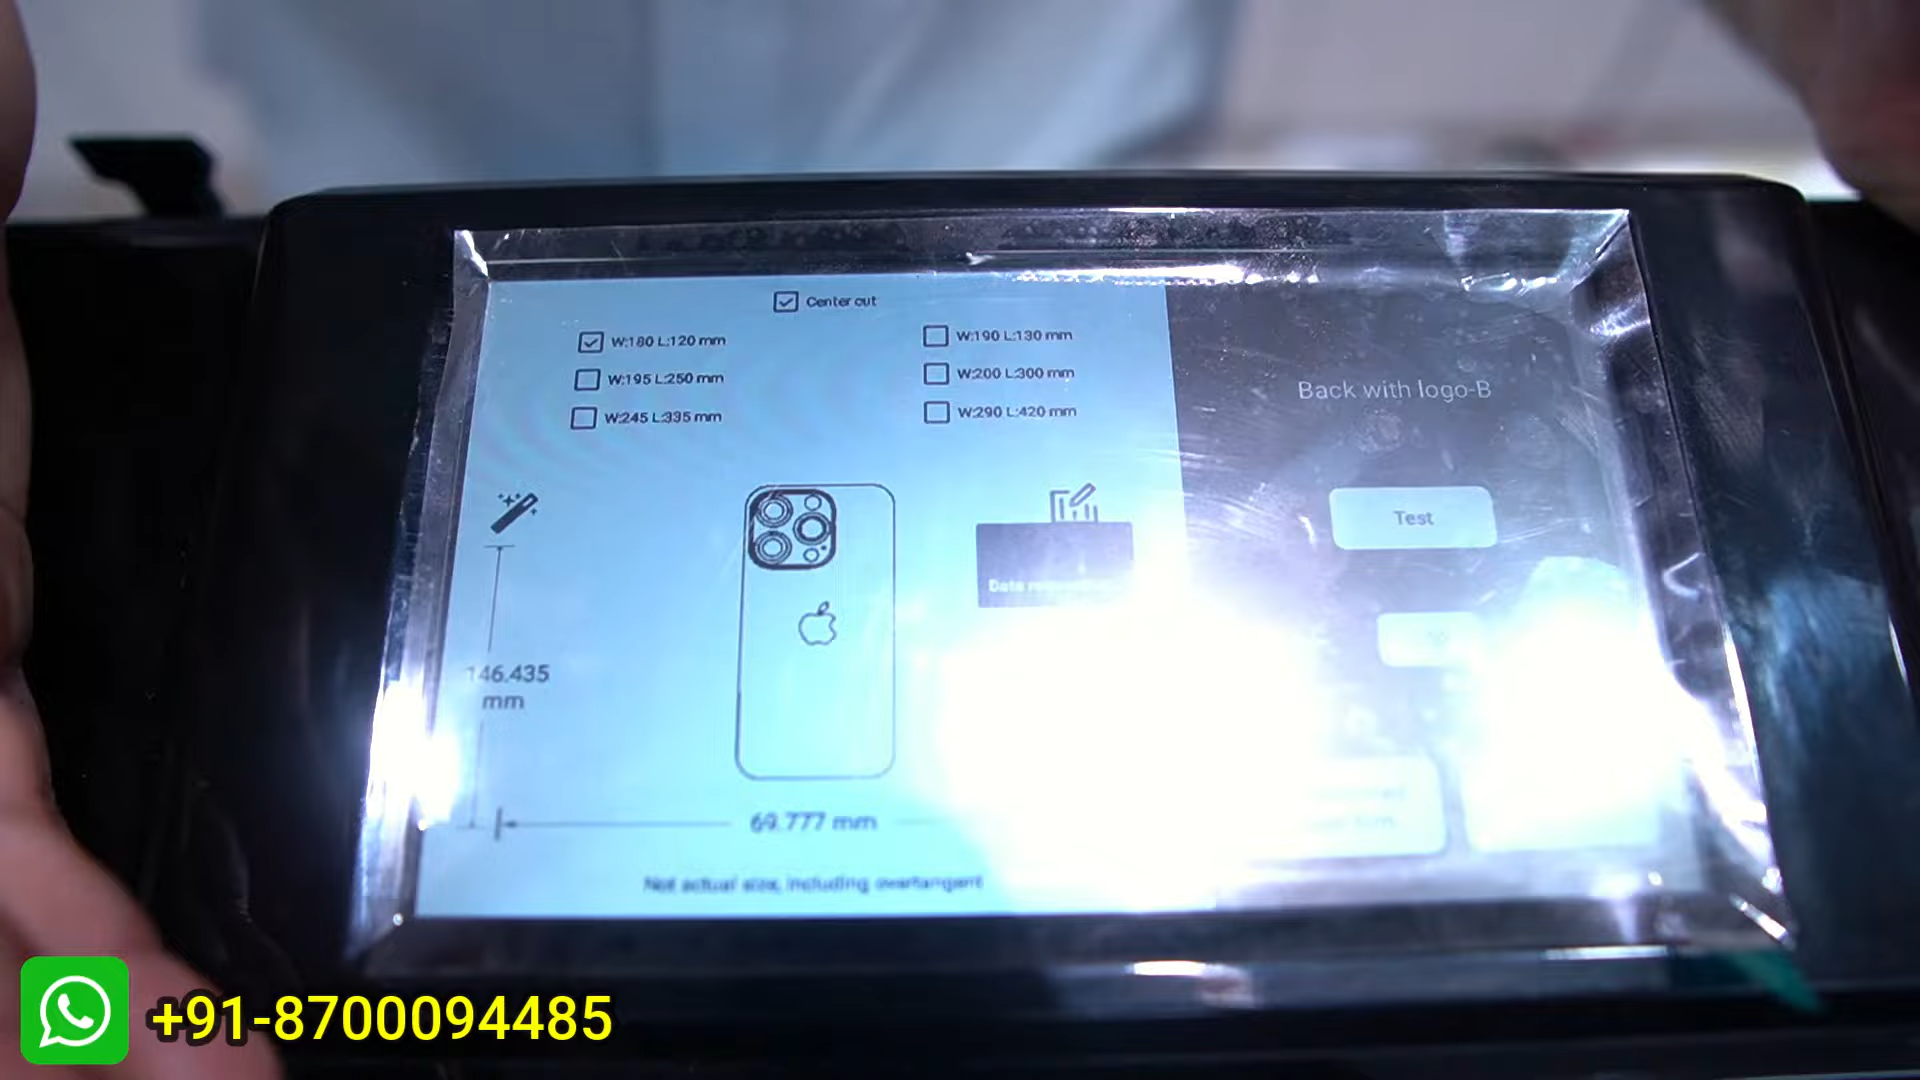 Center cut
W:180 L:120 mm
W:190 L:130 mm
W:195 L:250 mm
W:200 L:300 mm
W:245 L:335 mm
W:290 L:420 mm
Back with logo-B
Test
Data
146.435
mm
69.777 mm
Not actual size, including overtangent
+91-8700094485